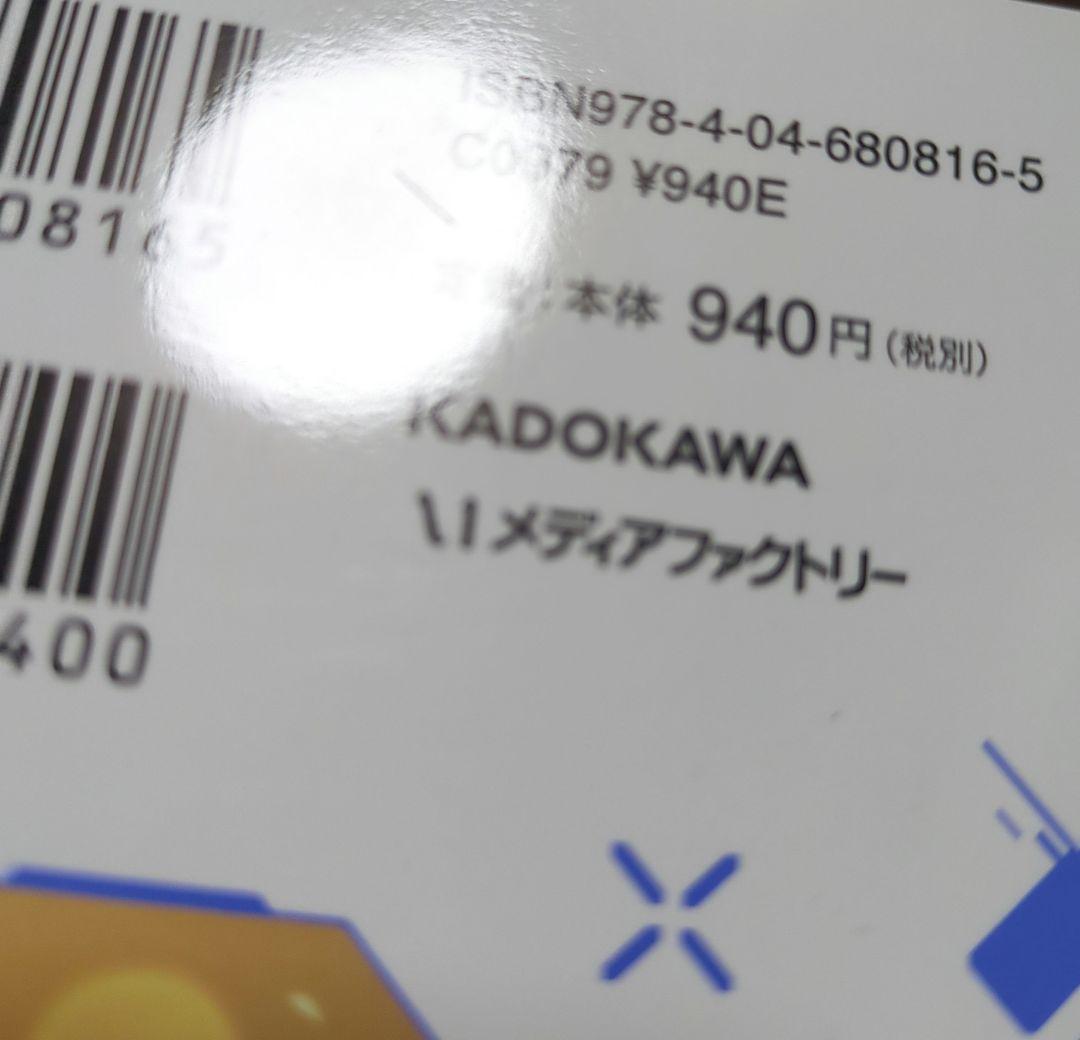 ISBN978-4-04-680816-5
¥940E
08165
本体 940円(税別)
KADOKAWA
メディアファクトリー
400